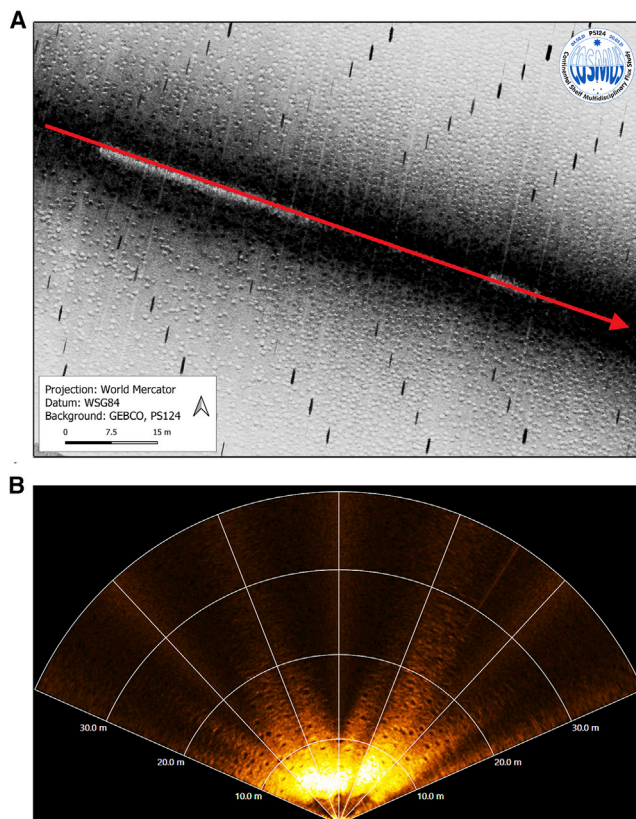 A
PS124
COSMUS
Continental Shelf Multidisciplinary Flux Study
Projection: World Mercator
Datum: WSG84
Background: GEBCO, PS124
0 7.5 15 m
B
30.0 m 30.0 m
20.0 m 20.0 m
10.0 m 10.0 m